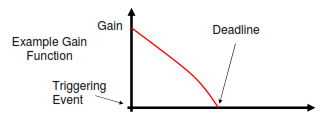 Gain
Deadline
Example Gain
Function
Triggering
Event